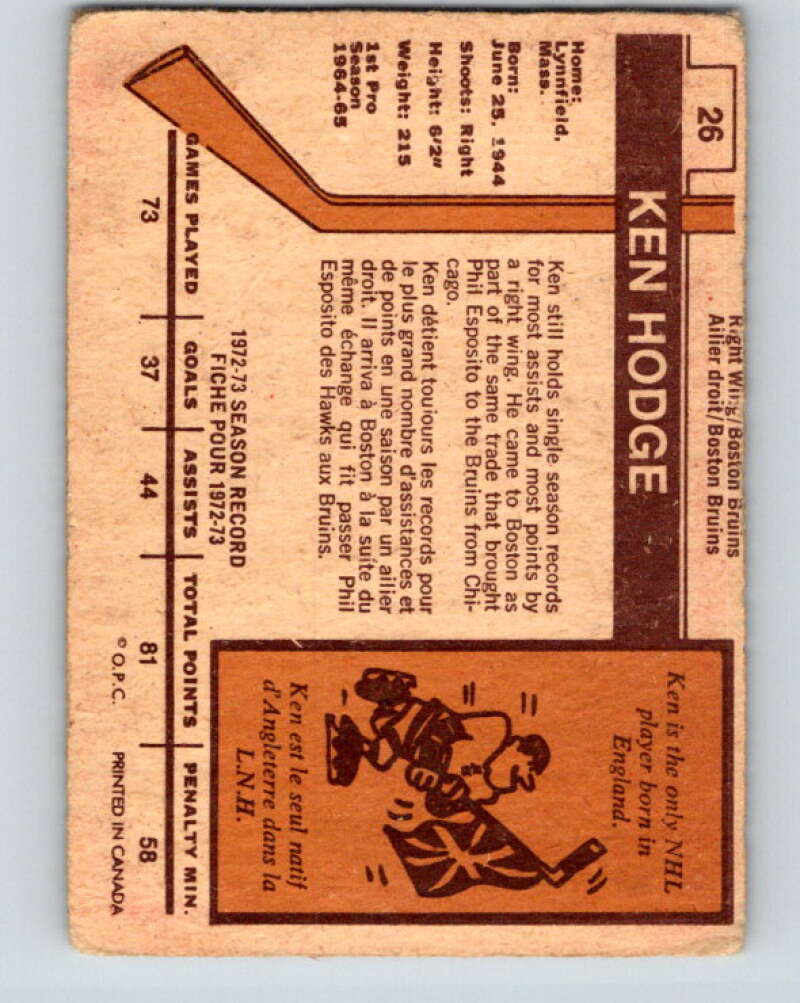 26
KEN HODGE
Right Wing/Boston Bruins
Ailier droit/Boston Bruins
Home:
Lynnfield,
Mass.
Born:
June 25, 1944
Shoots: Right
Height: 6'2"
Weight: 215
1st Pro
Season
1964-65
Ken still holds single season records
for most assists and most points by
a right wing. He came to Boston as
part of the same trade that brought
Phil Esposito to the Bruins from Chi-
cago.
Ken détient toujours les records pour
le plus grand nombre d'assistances et
de points en une saison par un ailier
droit. Il arriva à Boston à la suite du
même échange qui fit passer Phil
Esposito des Hawks aux Bruins.
Ken is the only NHL
player born in
England.
Ken est le seul natif
d'Angleterre dans la
L.N.H.
1972-73 SEASON RECORD
FICHE POUR 1972-73
GAMES PLAYED GOALS ASSISTS TOTAL POINTS PENALTY MIN.
73 37 44 81 58
© O.P.C. PRINTED IN CANADA